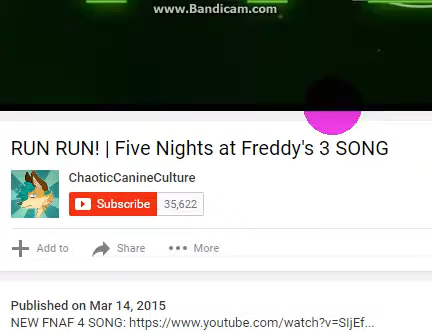 www.Bandicam.com
RUN RUN! | Five Nights at Freddy's 3 SONG
ChaoticCanineCulture
Subscribe 35,622
Add to Share More
Published on Mar 14, 2015
NEW FNAF 4 SONG: https://www.youtube.com/watch?v=SIjEf...